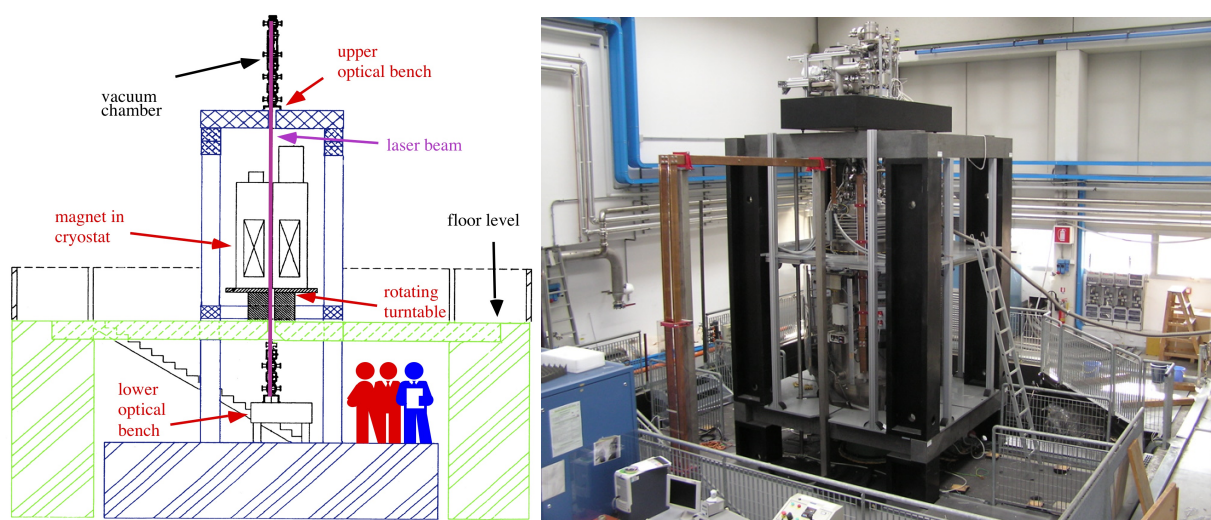 upper
optical bench
vacuum
chamber
laser beam
magnet in
cryostat
floor level
rotating
turntable
lower
optical
bench